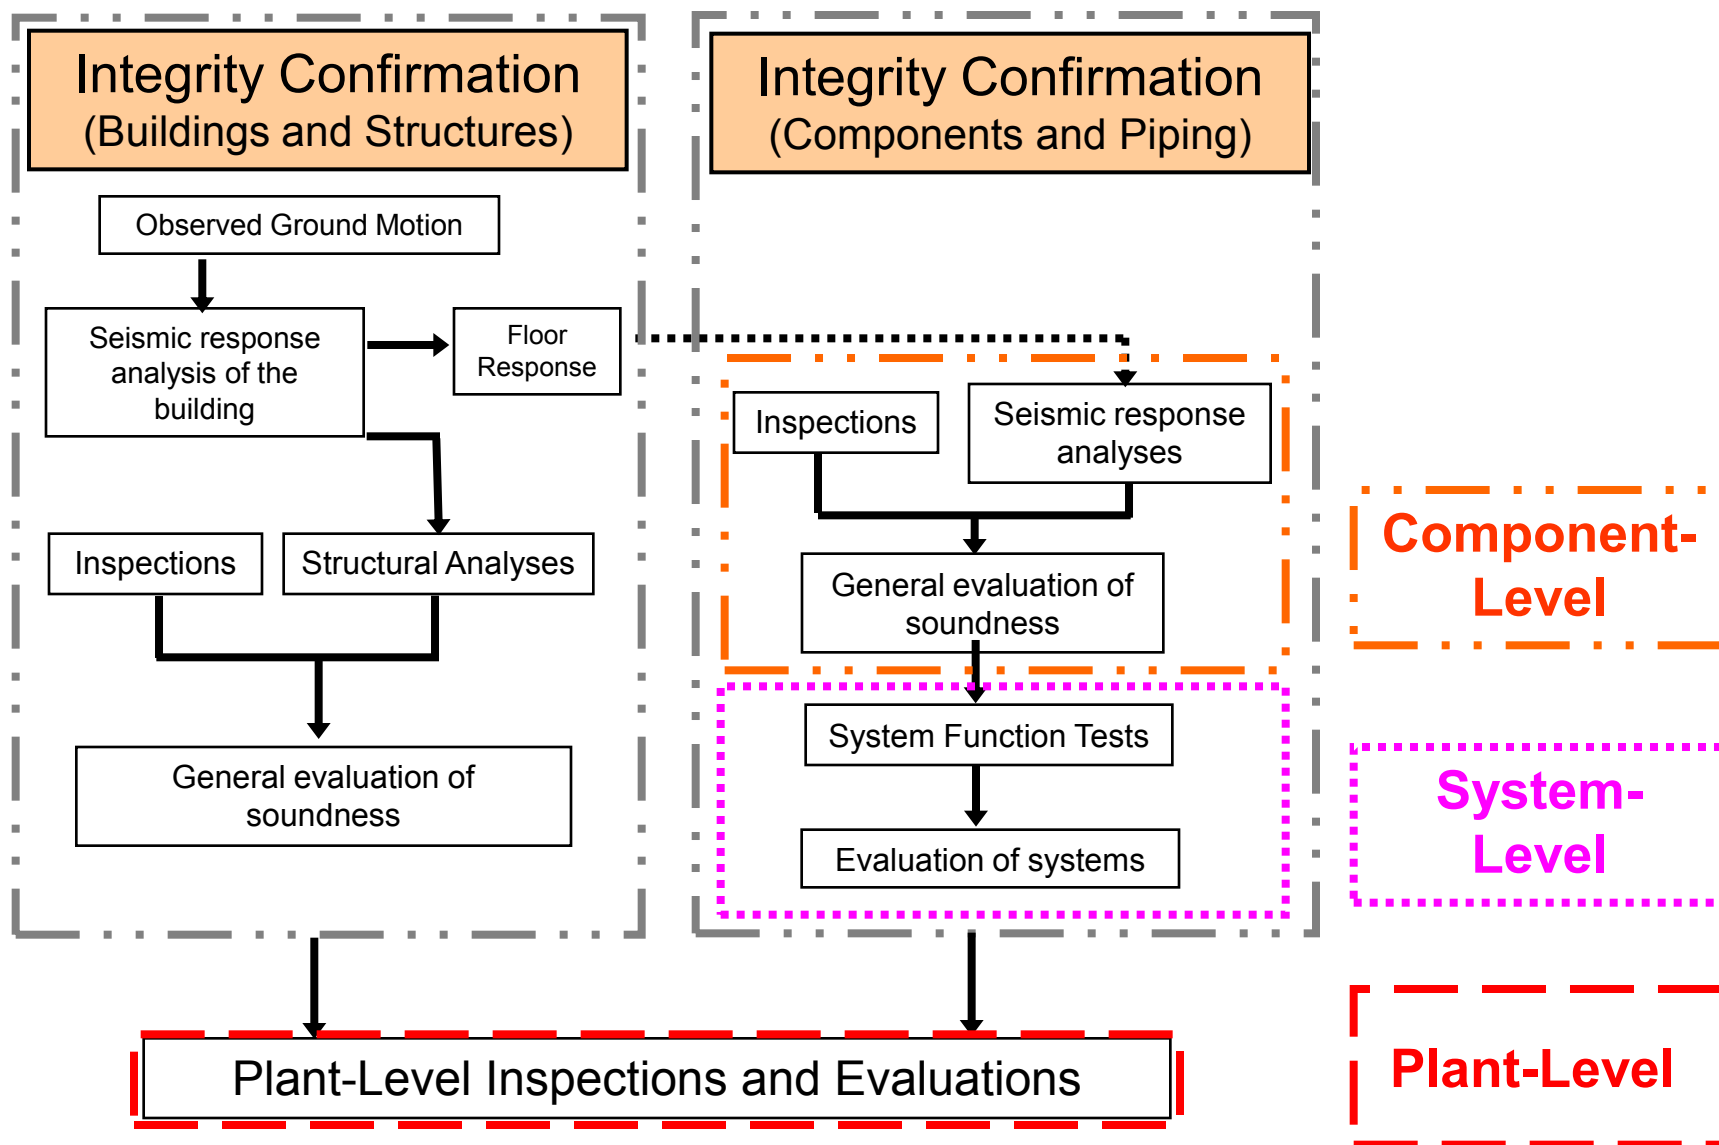 Integrity Confirmation
(Buildings and Structures)
Observed Ground Motion
Seismic response
analysis of the
building
Floor
Response
Inspections
Structural Analyses
General evaluation of
soundness
Integrity Confirmation
(Components and Piping)
Inspections
Seismic response
analyses
General evaluation of
soundness
System Function Tests
Evaluation of systems
Plant-Level Inspections and Evaluations
Component-
Level
System-
Level
Plant-Level